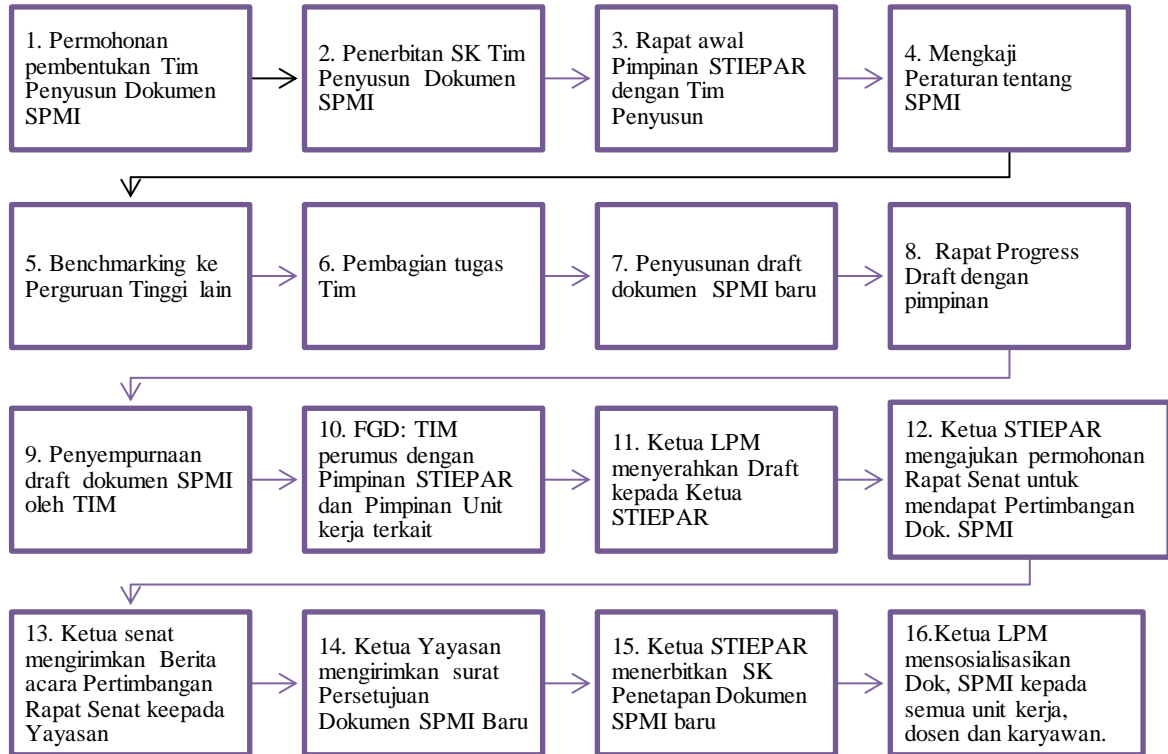 1. Permohonan
pembentukan Tim
Penyusun Dokumen
SPMI
2. Penerbitan SK Tim
Penyusun Dokumen
SPMI
3. Rapat awal
Pimpinan STIEPAR
dengan Tim
Penyusun
4. Mengkaji
Peraturan tentang
SPMI
5. Benchmarking ke
Perguruan Tinggi lain
6. Pembagian tugas
Tim
7. Penyusunan draft
dokumen SPMI baru
8. Rapat Progress
Draft dengan
pimpinan
9. Penyempurnaan
draft dokumen SPMI
oleh TIM
10. FGD: TIM
perumus dengan
Pimpinan STIEPAR
dan Pimpinan Unit
kerja terkait
11. Ketua LPM
menyerahkan Draft
kepada Ketua
STIEPAR
12. Ketua STIEPAR
mengajukan permohonan
Rapat Senat untuk
mendapat Pertimbangan
Dok. SPMI
13. Ketua senat
mengirimkan Berita
acara Pertimbangan
Rapat Senat keepada
Yayasan
14. Ketua Yayasan
mengirimkan surat
Persetujuan
Dokumen SPMI Baru
15. Ketua STIEPAR
menerbitkan SK
Penetapan Dokumen
SPMI baru
16.Ketua LPM
mensosialisasikan
Dok, SPMI kepada
semua unit kerja,
dosen dan karyawan.